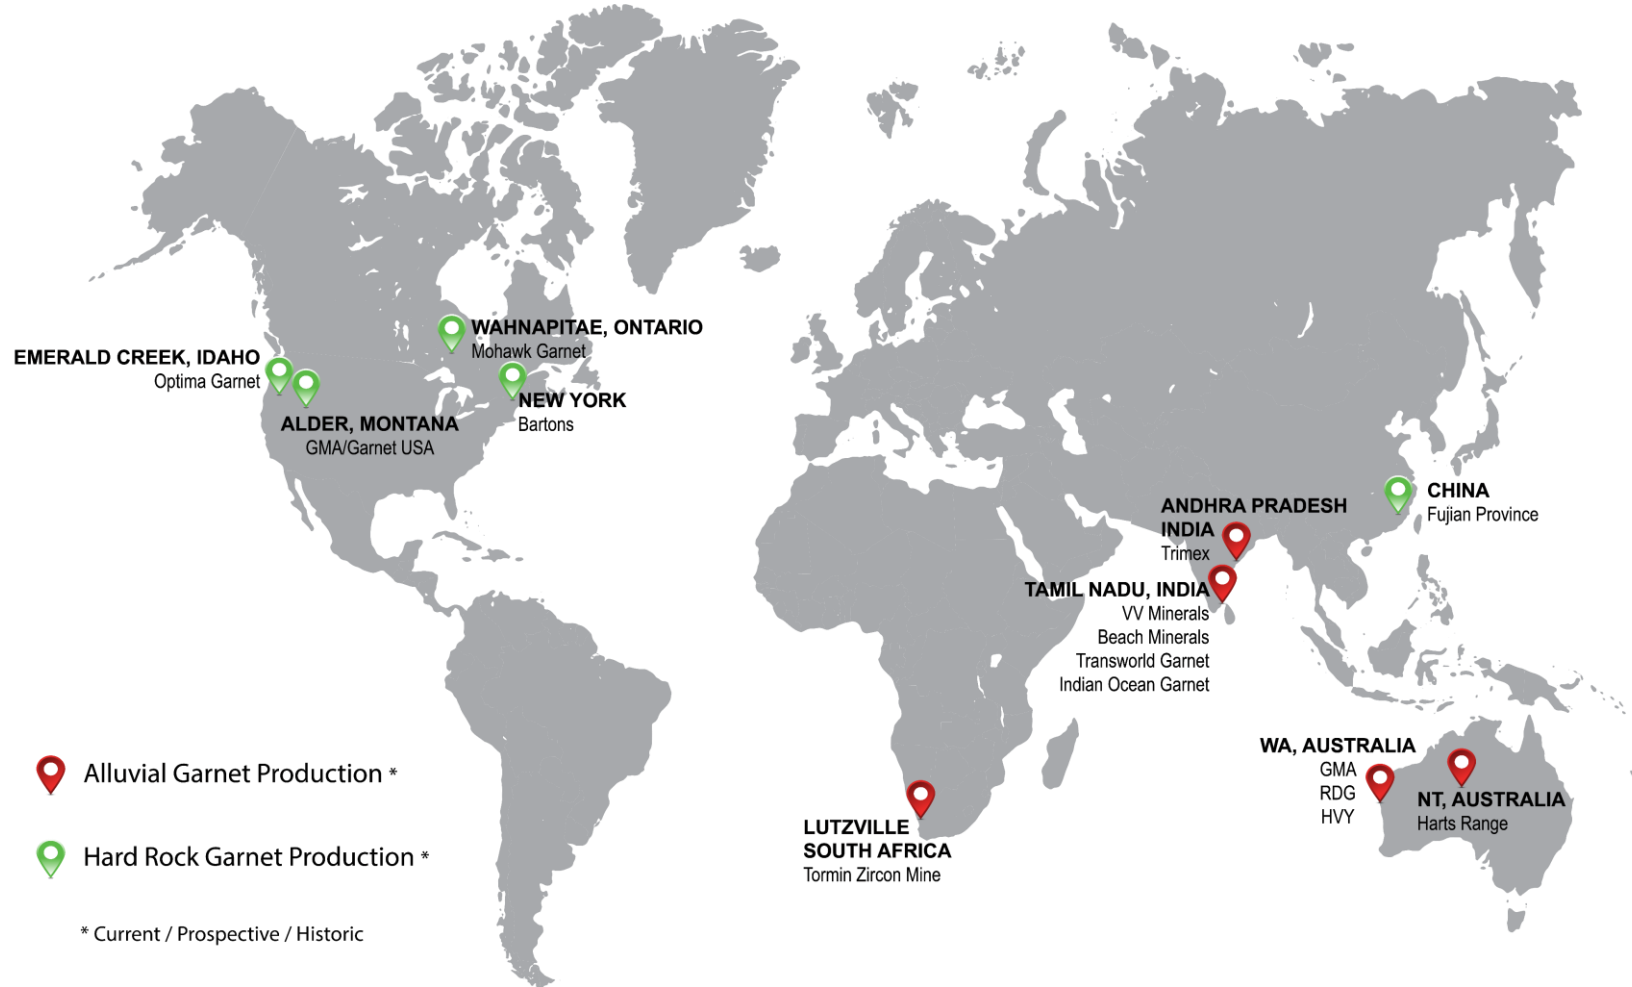 WAHNAPITAE, ONTARIO
Mohawk Garnet
EMERALD CREEK, IDAHO
Optima Garnet
NEW YORK
Bartons
ALDER, MONTANA
GMA/Garnet USA
CHINA
Fujian Province
ANDHRA PRADESH
INDIA
Trimex
TAMIL NADU, INDIA
VV Minerals
Beach Minerals
Transworld Garnet
Indian Ocean Garnet
WA, AUSTRALIA
GMA
RDG
HVY
NT, AUSTRALIA
Harts Range
LUTZVILLE
SOUTH AFRICA
Tormin Zircon Mine
Alluvial Garnet Production *
Hard Rock Garnet Production *
* Current / Prospective / Historic